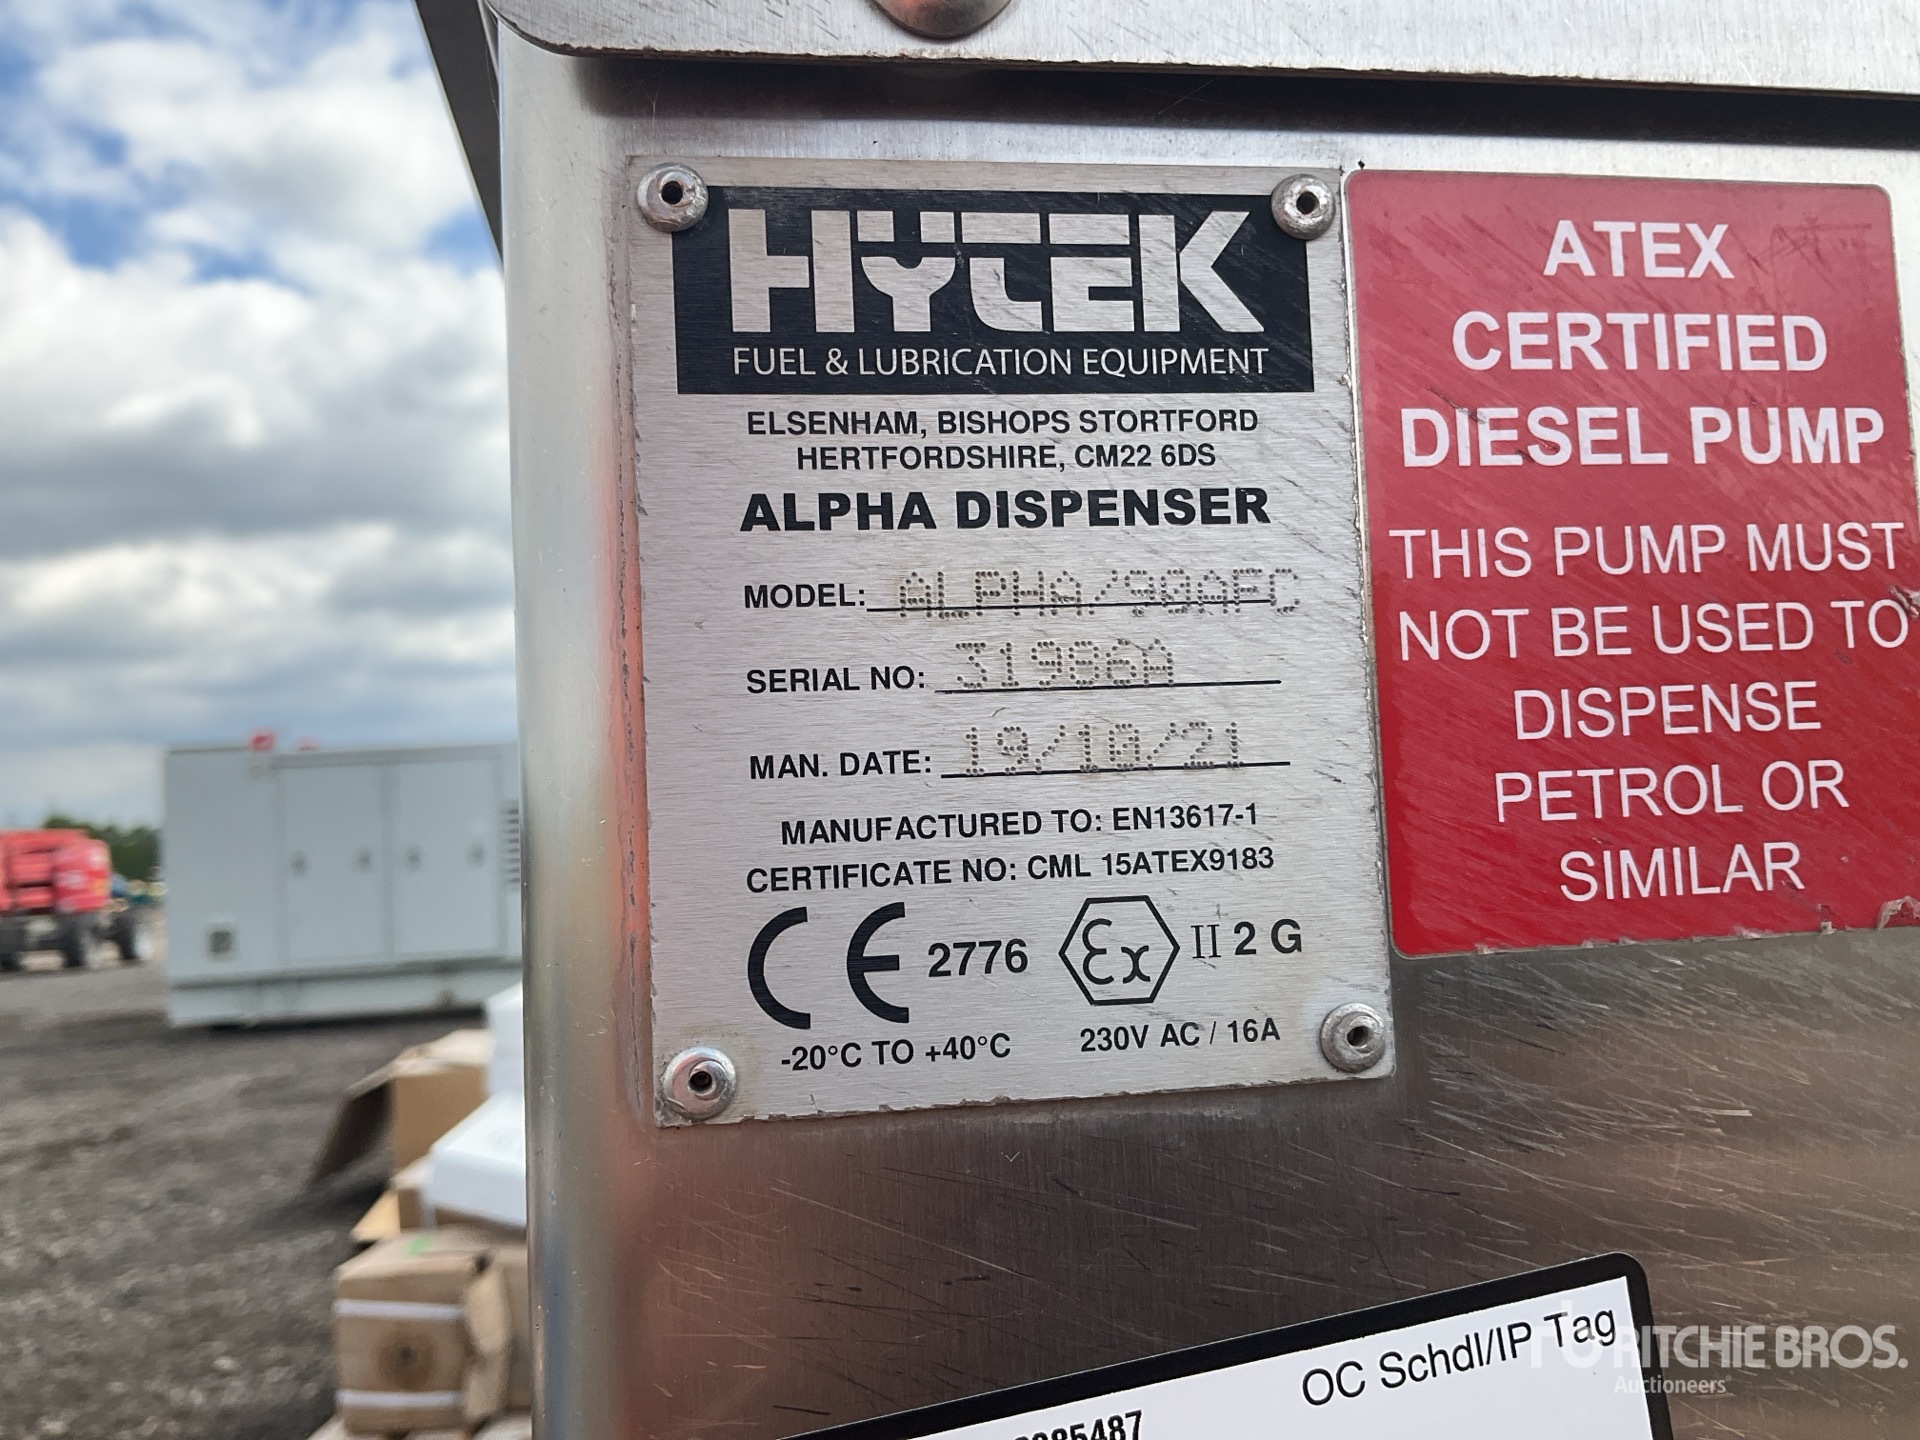 HYTEK
FUEL & LUBRICATION EQUIPMENT
ELSENHAM, BISHOPS STORTFORD
HERTFORDSHIRE, CM22 6DS
ALPHA DISPENSER
MODEL: ALPHA/90AFC
SERIAL NO: 31986A
MAN. DATE: 19/10/21
MANUFACTURED TO: EN13617-1
CERTIFICATE NO: CML 15ATEX9183
CE 2776 Ex II 2 G
-20°C TO +40°C 230V AC / 16A
ATEX
CERTIFIED
DIESEL PUMP
THIS PUMP MUST
NOT BE USED TO
DISPENSE
PETROL OR
SIMILAR
OC Schdl/IP Tag
RITCHIE BROS.
Auctioneers